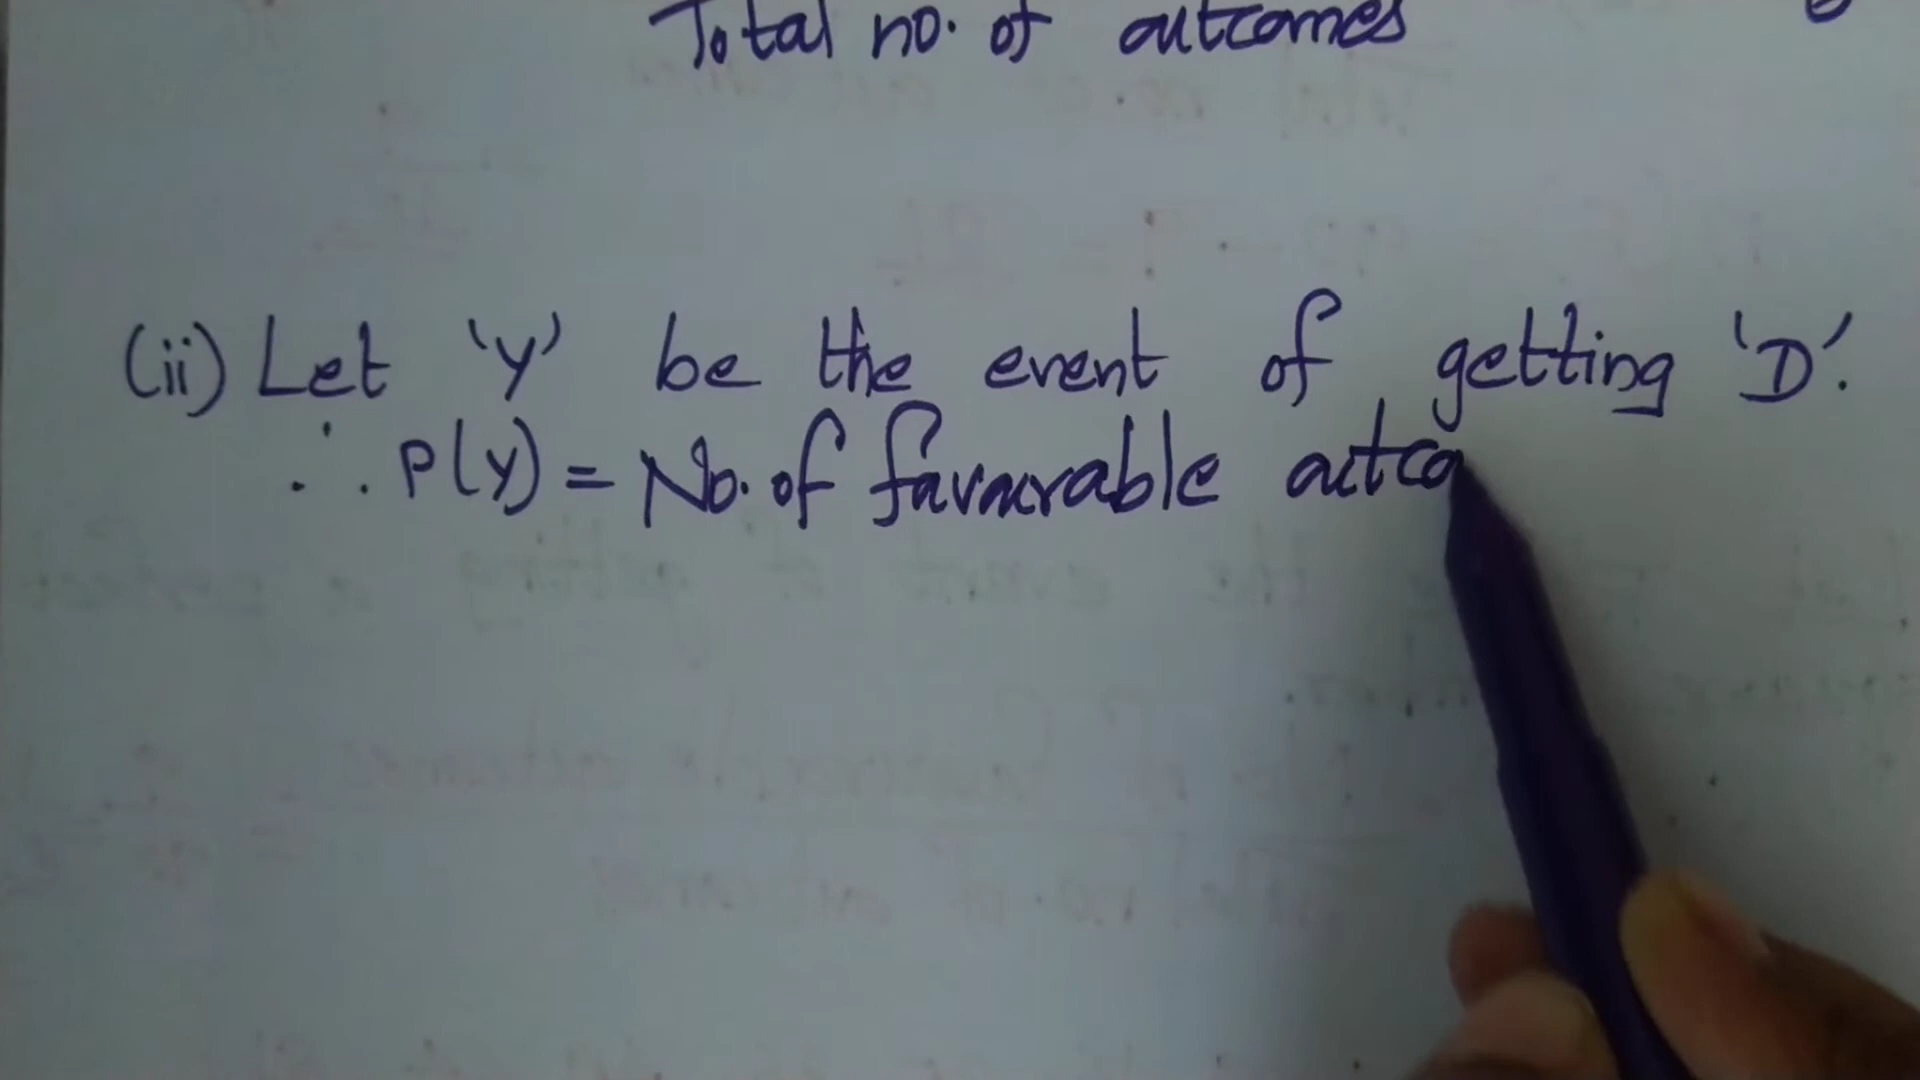 Total no. of outcomes
(ii) Let 'Y' be the event of getting 'D'.
∴ P(Y) = No. of favourable outco